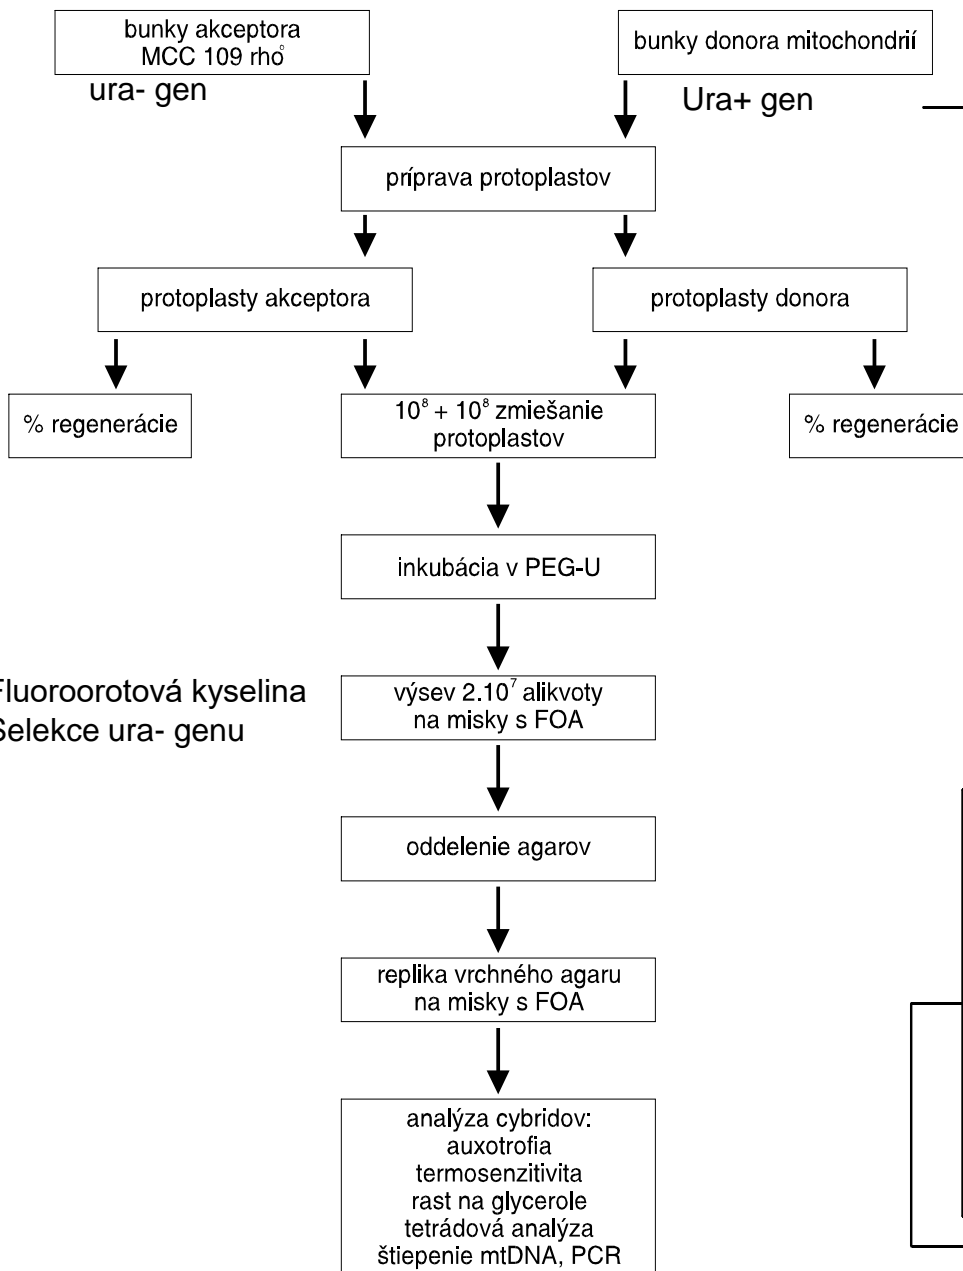 bunky akceptora
MCC 109 rho°
ura- gen
bunky donora mitochondrií
Ura+ gen
príprava protoplastov
protoplasty akceptora
protoplasty donora
% regenerácie
10⁸ + 10⁸ zmiešanie
protoplastov
% regenerácie
inkubácia v PEG-U
Fluoroorotová kyselina
Selekce ura- genu
výsev 2.10⁷ alikvoty
na misky s FOA
oddelenie agarov
replika vrchného agaru
na misky s FOA
analýza cybridov:
auxotrofia
termosenzitivita
rast na glycerole
tetrádová analýza
štiepenie mtDNA, PCR